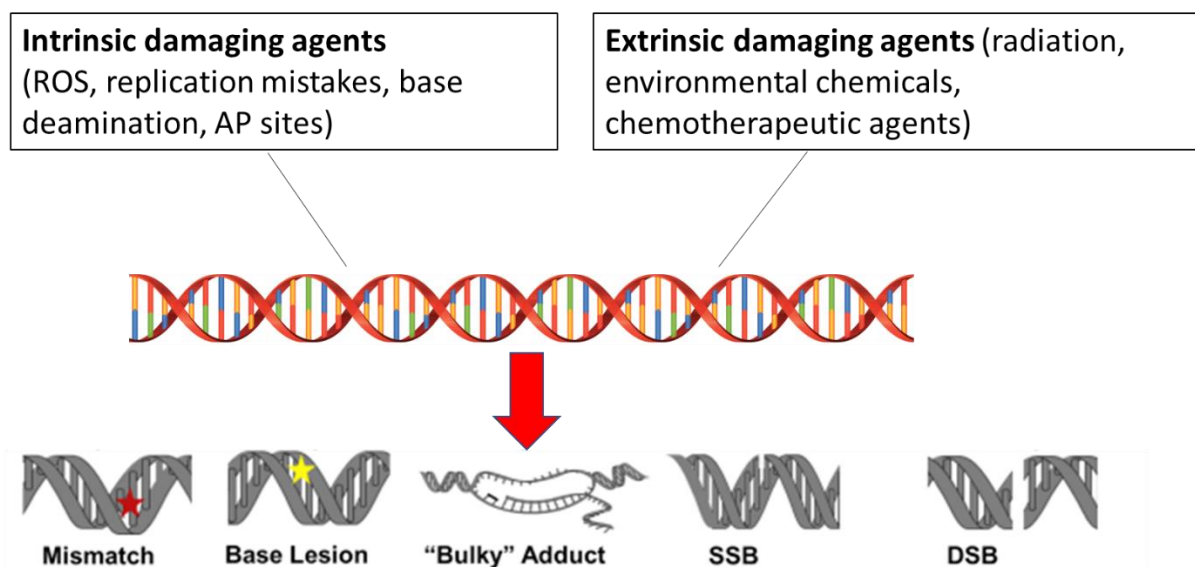 Intrinsic damaging agents
(ROS, replication mistakes, base
deamination, AP sites)
Extrinsic damaging agents (radiation,
environmental chemicals,
chemotherapeutic agents)
Mismatch
Base Lesion
“Bulky” Adduct
SSB
DSB